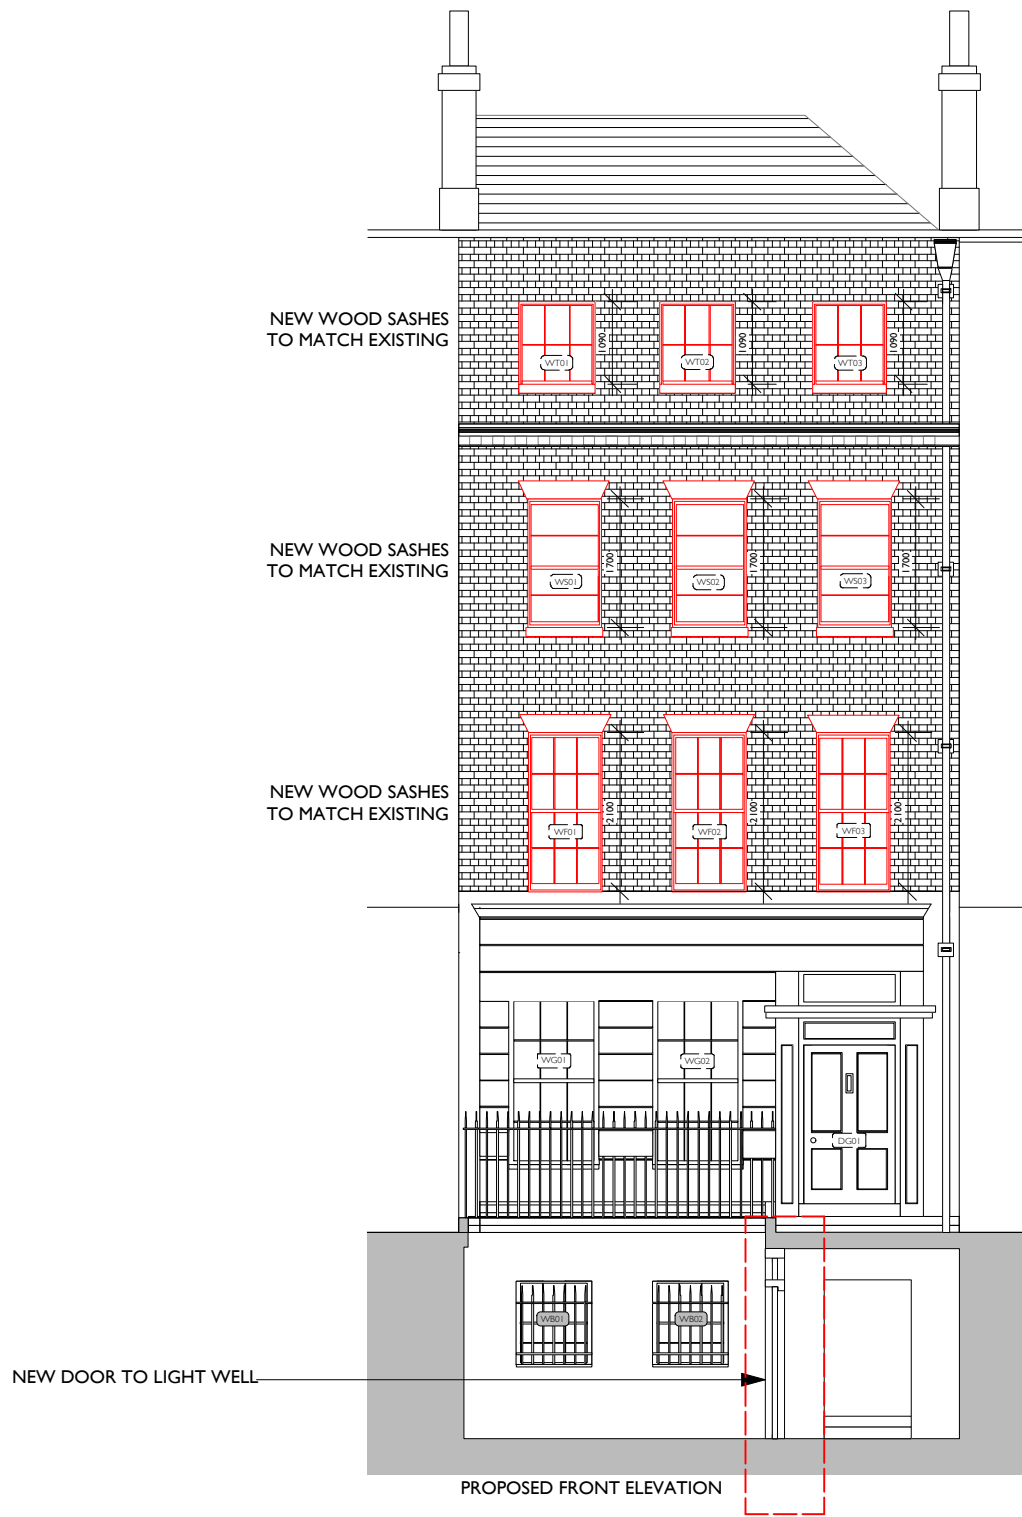 NEW WOOD SASHES
TO MATCH EXISTING
1090
1090
1090
WT01
WT02
WT03
NEW WOOD SASHES
TO MATCH EXISTING
1700
1700
1700
WS01
WS02
WS03
NEW WOOD SASHES
TO MATCH EXISTING
2100
2100
2100
WF01
WF02
WF03
WG01
WG02
DG01
WB01
WB02
NEW DOOR TO LIGHT WELL
PROPOSED FRONT ELEVATION